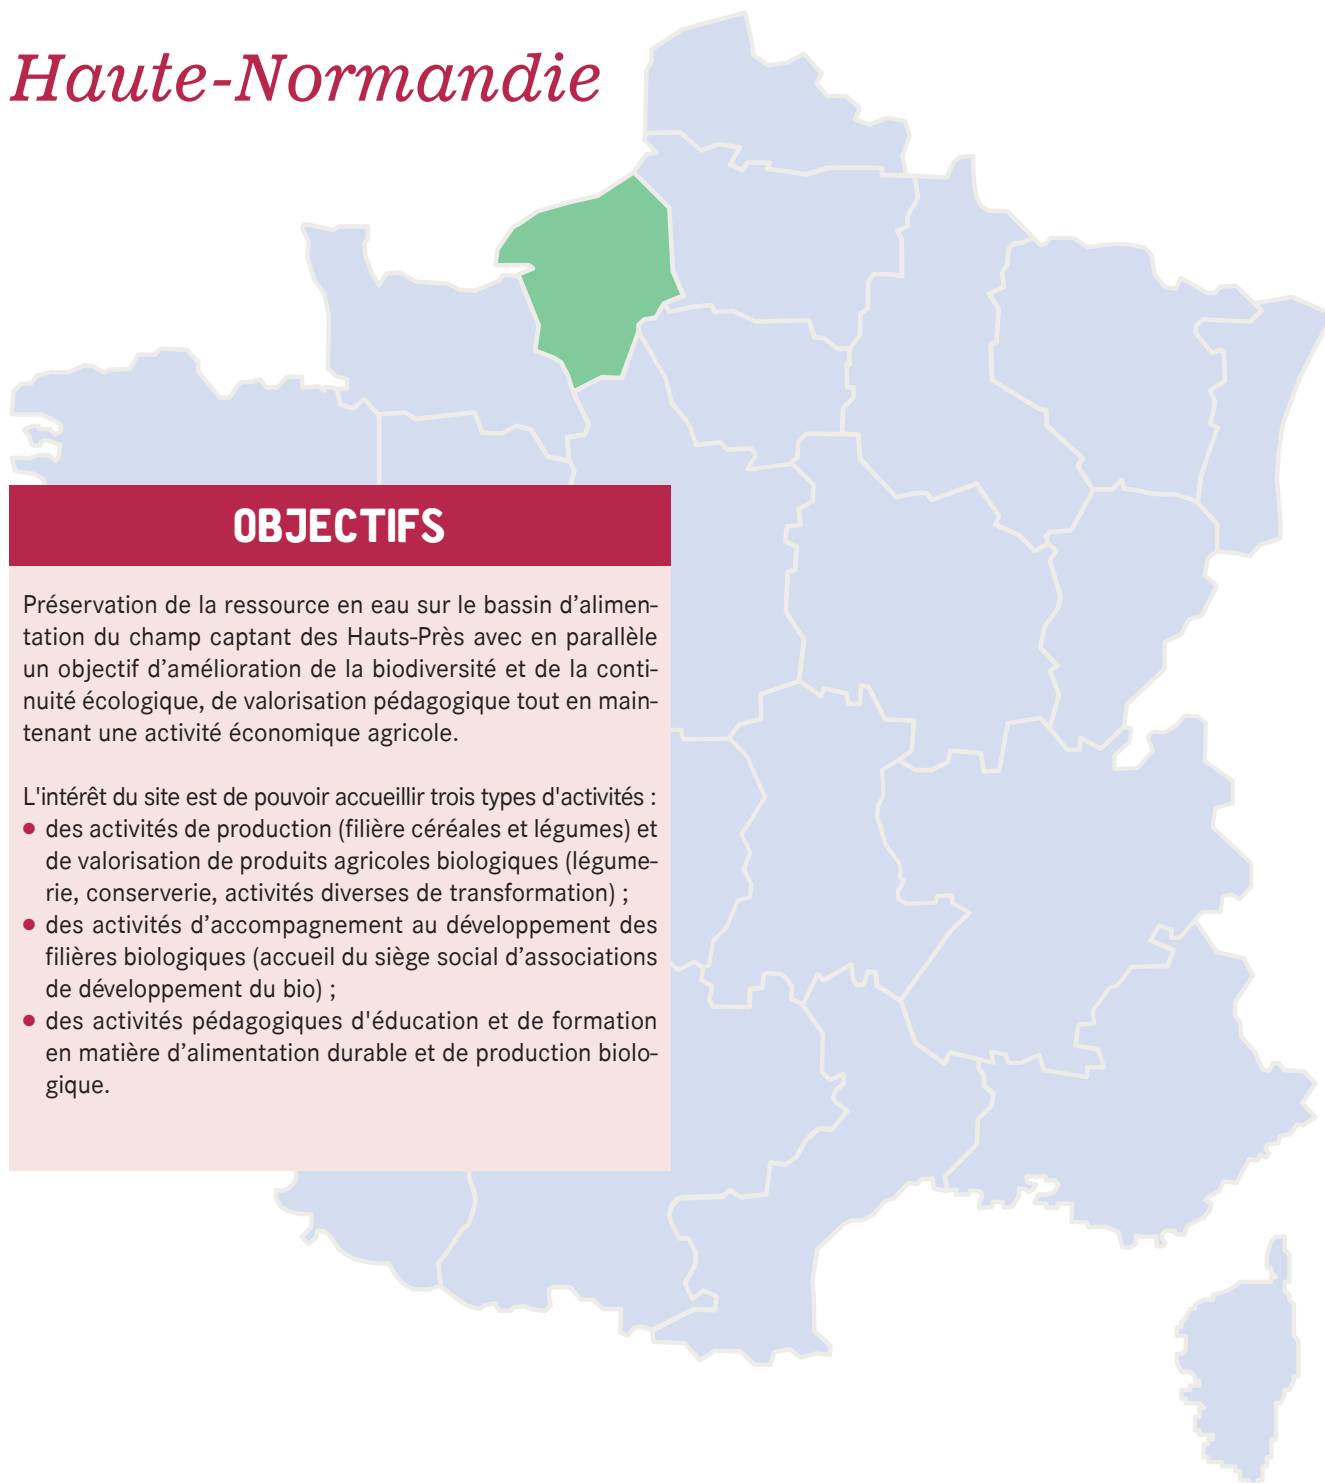 Haute-Normandie
OBJECTIFS
Préservation de la ressource en eau sur le bassin d’alimen-
tation du champ captant des Hauts-Près avec en parallèle
un objectif d’amélioration de la biodiversité et de la conti-
nuité écologique, de valorisation pédagogique tout en main-
tenant une activité économique agricole.
L'intérêt du site est de pouvoir accueillir trois types d'activités :
• des activités de production (filière céréales et légumes) et
de valorisation de produits agricoles biologiques (légume-
rie, conserverie, activités diverses de transformation) ;
• des activités d’accompagnement au développement des
filières biologiques (accueil du siège social d’associations
de développement du bio) ;
• des activités pédagogiques d'éducation et de formation
en matière d’alimentation durable et de production biolo-
gique.